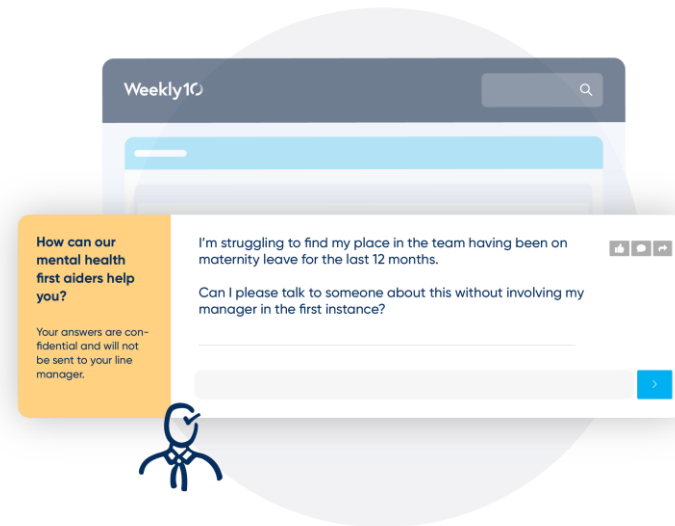 Weekly10
How can our
mental health
first aiders help
you?
Your answers are con-
fidential and will not
be sent to your line
manager.
I'm struggling to find my place in the team having been on
maternity leave for the last 12 months.
Can I please talk to someone about this without involving my
manager in the first instance?